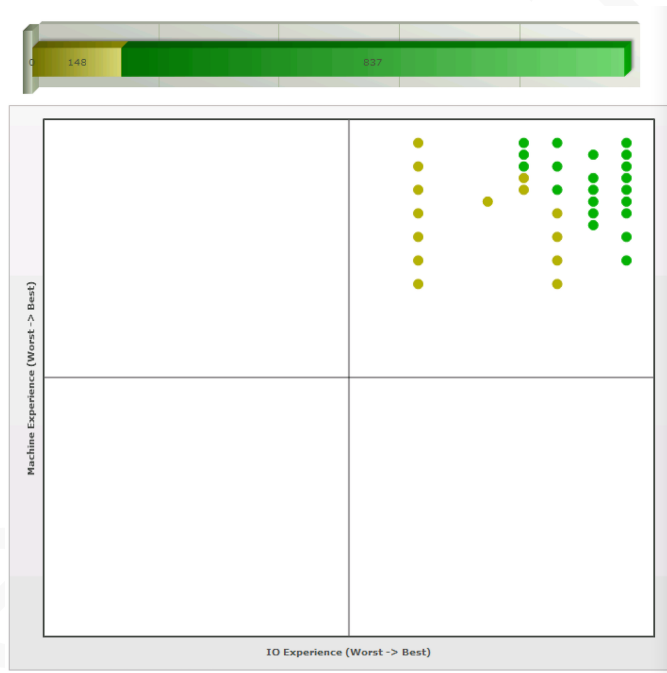 0
148
837
Machine Experience (Worst -> Best)
IO Experience (Worst -> Best)